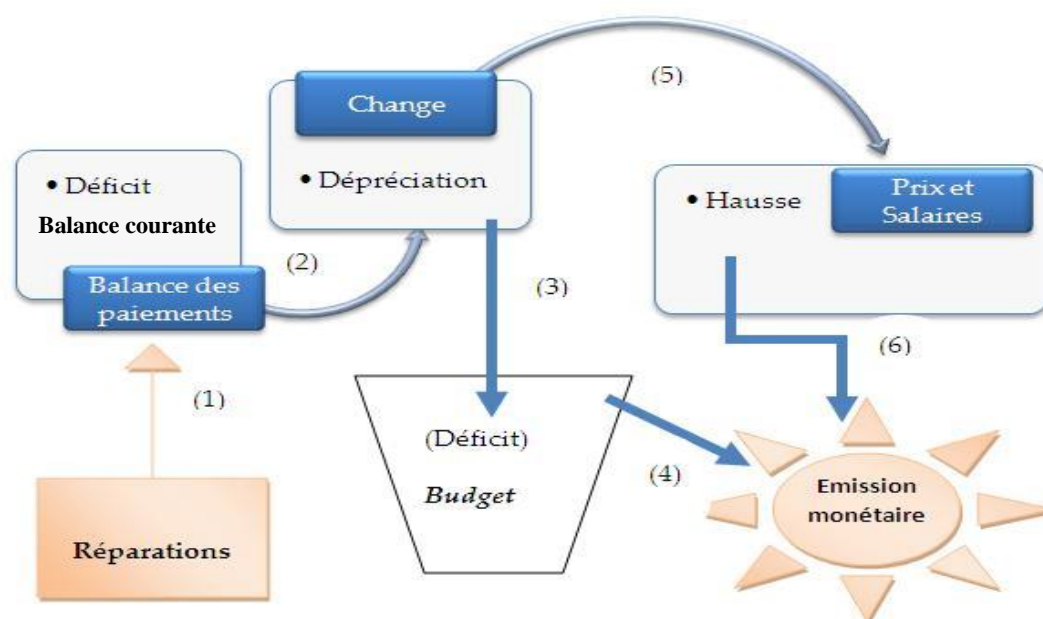 Change
(5)
• Dépréciation
• Déficit
Balance courante
Balance des
paiements
(2)
(3)
• Hausse
Prix et
Salaires
(6)
(1)
(Déficit)
Budget
(4)
Réparations
Emission
monétaire